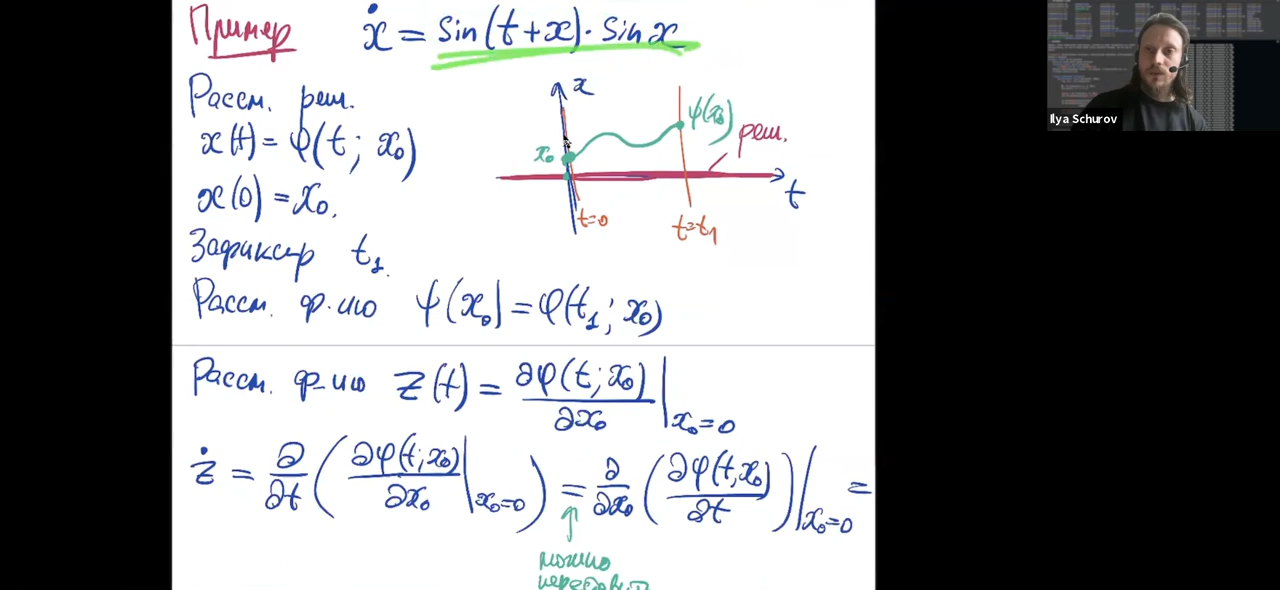 Пример ẋ = sin(t+x)· sin x
Рассм. реш.
x(t) = φ(t; x₀)
x(0) = x₀.
Зафиксир t₁.
Рассм. ф-ию ψ(x₀) = φ(t₁; x₀)
x
x₀
ψ(x₀)
реш.
t
t=0
t=t₁
Ilya Schurov
Рассм. ф-ию z(t) = ∂φ(t; x₀)/∂x₀ |x₀=0
ż = ∂/∂t (∂φ(t; x₀)/∂x₀ |x₀=0) = ∂/∂x₀ (∂φ(t, x₀)/∂t)|x₀=0 =
можно